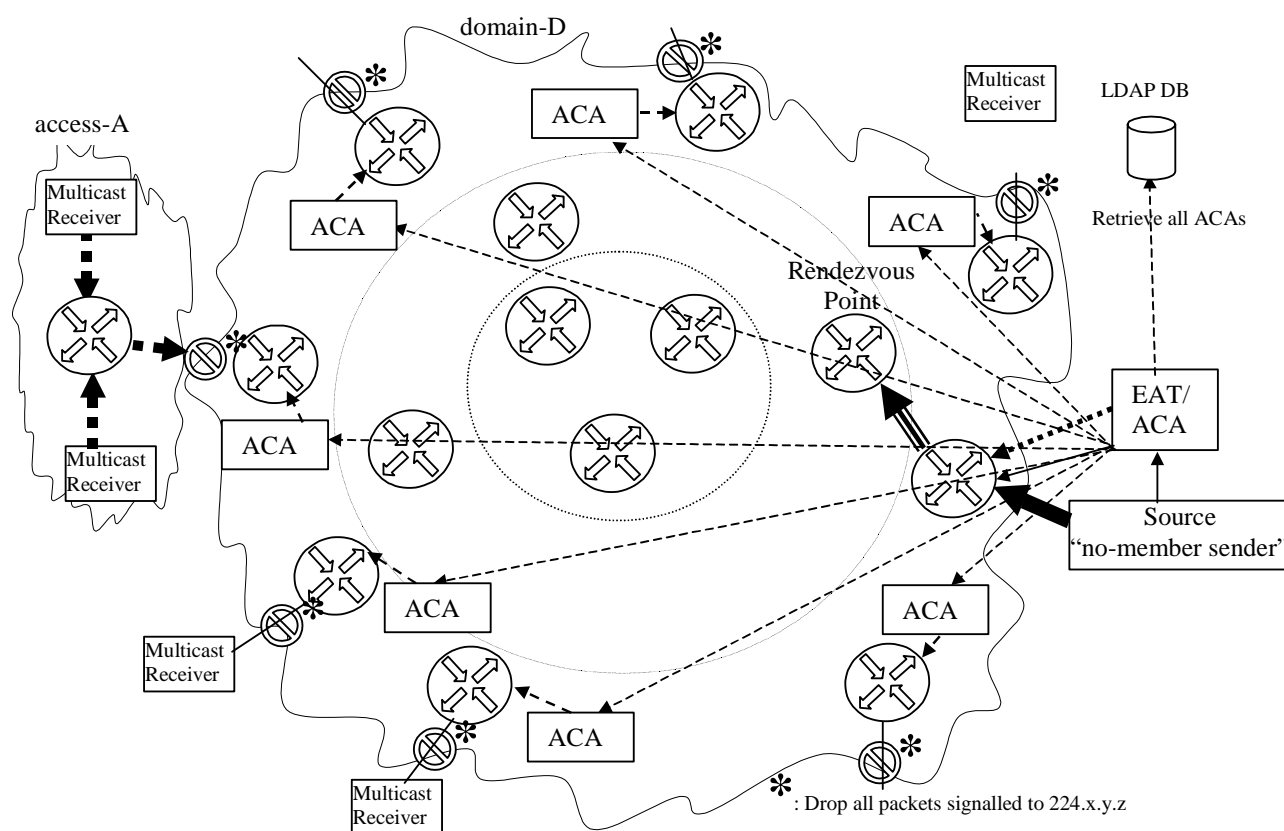 domain-D
Multicast
Receiver
LDAP DB
access-A
ACA
Multicast
Receiver
ACA
ACA
Retrieve all ACAs
Rendezvous
Point
EAT/
ACA
ACA
Multicast
Receiver
Source
“no-member sender”
ACA
ACA
Multicast
Receiver
ACA
Multicast
Receiver
* : Drop all packets signalled to 224.x.y.z